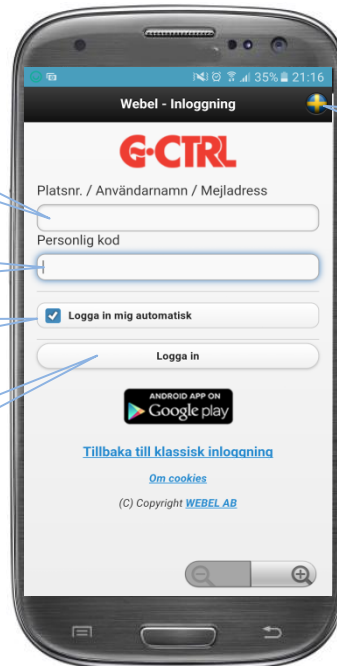 35% 21:16
Webel - Inloggning
G-CTRL
Platsnr. / Användarnamn / Mejladress
Personlig kod
Logga in mig automatisk
Logga in
ANDROID APP ON
Google play
Tillbaka till klassisk inloggning
Om cookies
(C) Copyright WEBEL AB